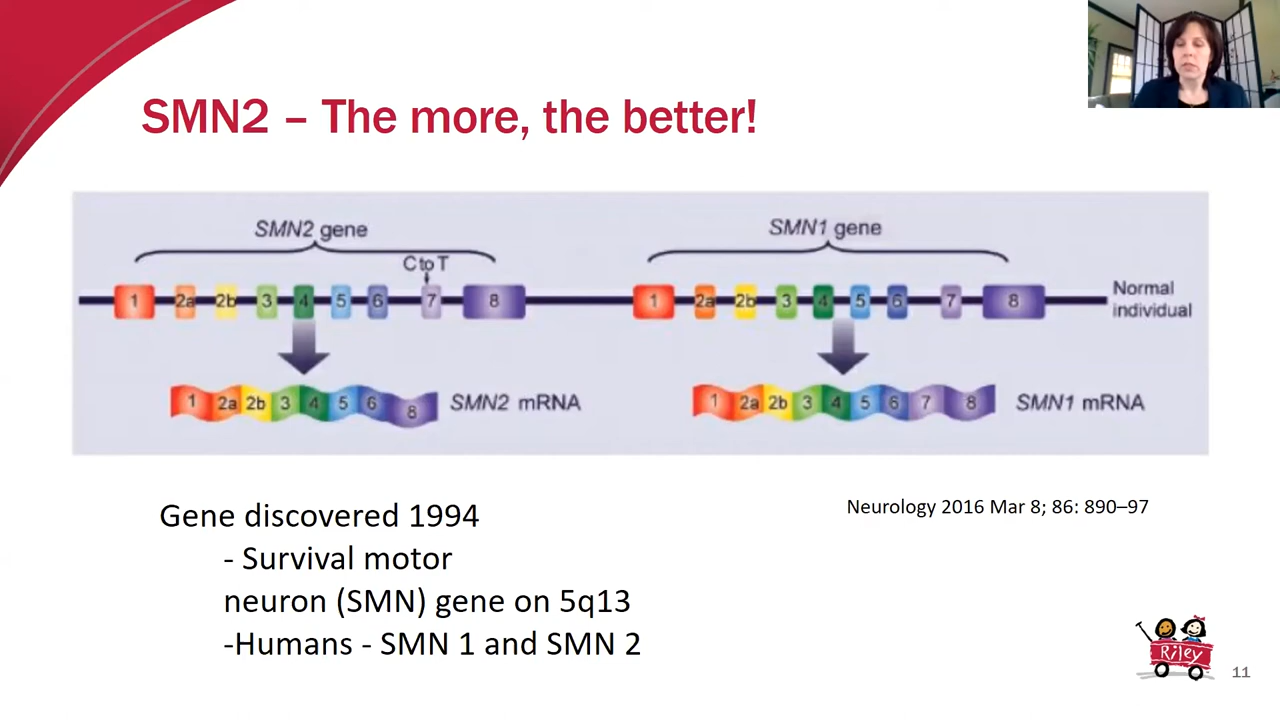 SMN2 – The more, the better!
SMN2 gene
SMN1 gene
C to T
1 2a 2b 3 4 5 6 7 8
1 2a 2b 3 4 5 6 7 8
Normal
individual
1 2a 2b 3 4 5 6 8 SMN2 mRNA
1 2a 2b 3 4 5 6 7 8 SMN1 mRNA
Gene discovered 1994
Neurology 2016 Mar 8; 86: 890–97
- Survival motor
neuron (SMN) gene on 5q13
-Humans - SMN 1 and SMN 2
Riley
11